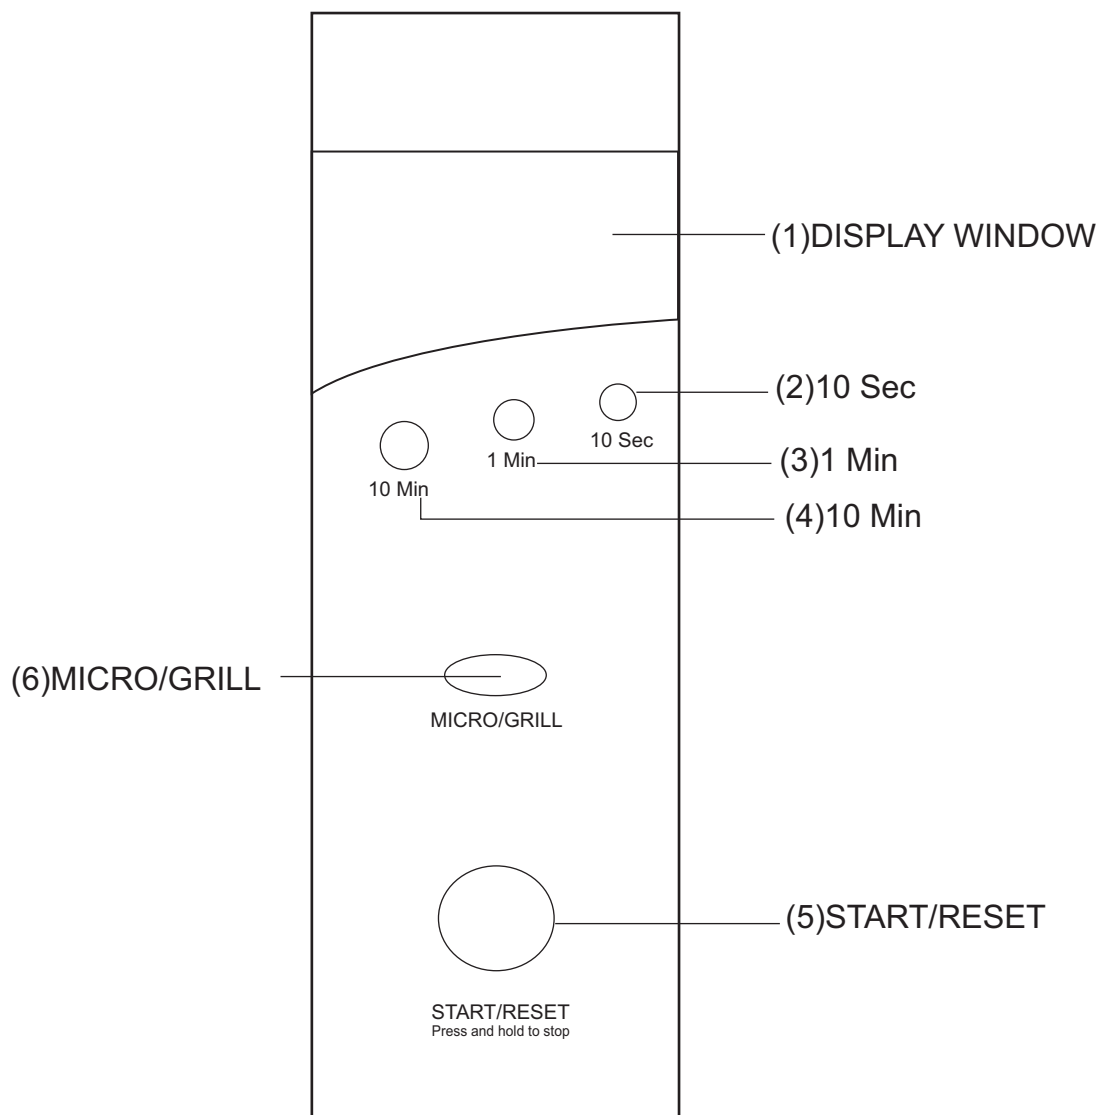 (1)DISPLAY WINDOW
(2)10 Sec
10 Sec
1 Min
(3)1 Min
10 Min
(4)10 Min
(6)MICRO/GRILL
MICRO/GRILL
(5)START/RESET
START/RESET
Press and hold to stop